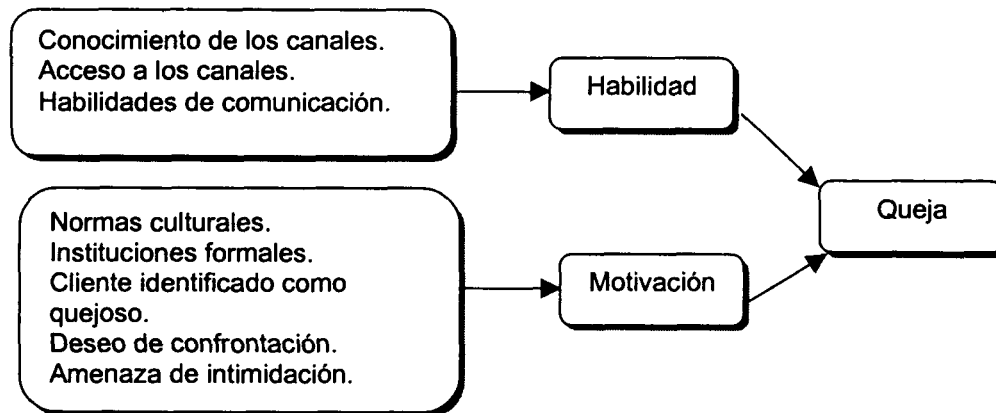 Conocimiento de los canales.
Acceso a los canales.
Habilidades de comunicación.
Habilidad
Normas culturales.
Instituciones formales.
Cliente identificado como
quejoso.
Deseo de confrontación.
Amenaza de intimidación.
Motivación
Queja